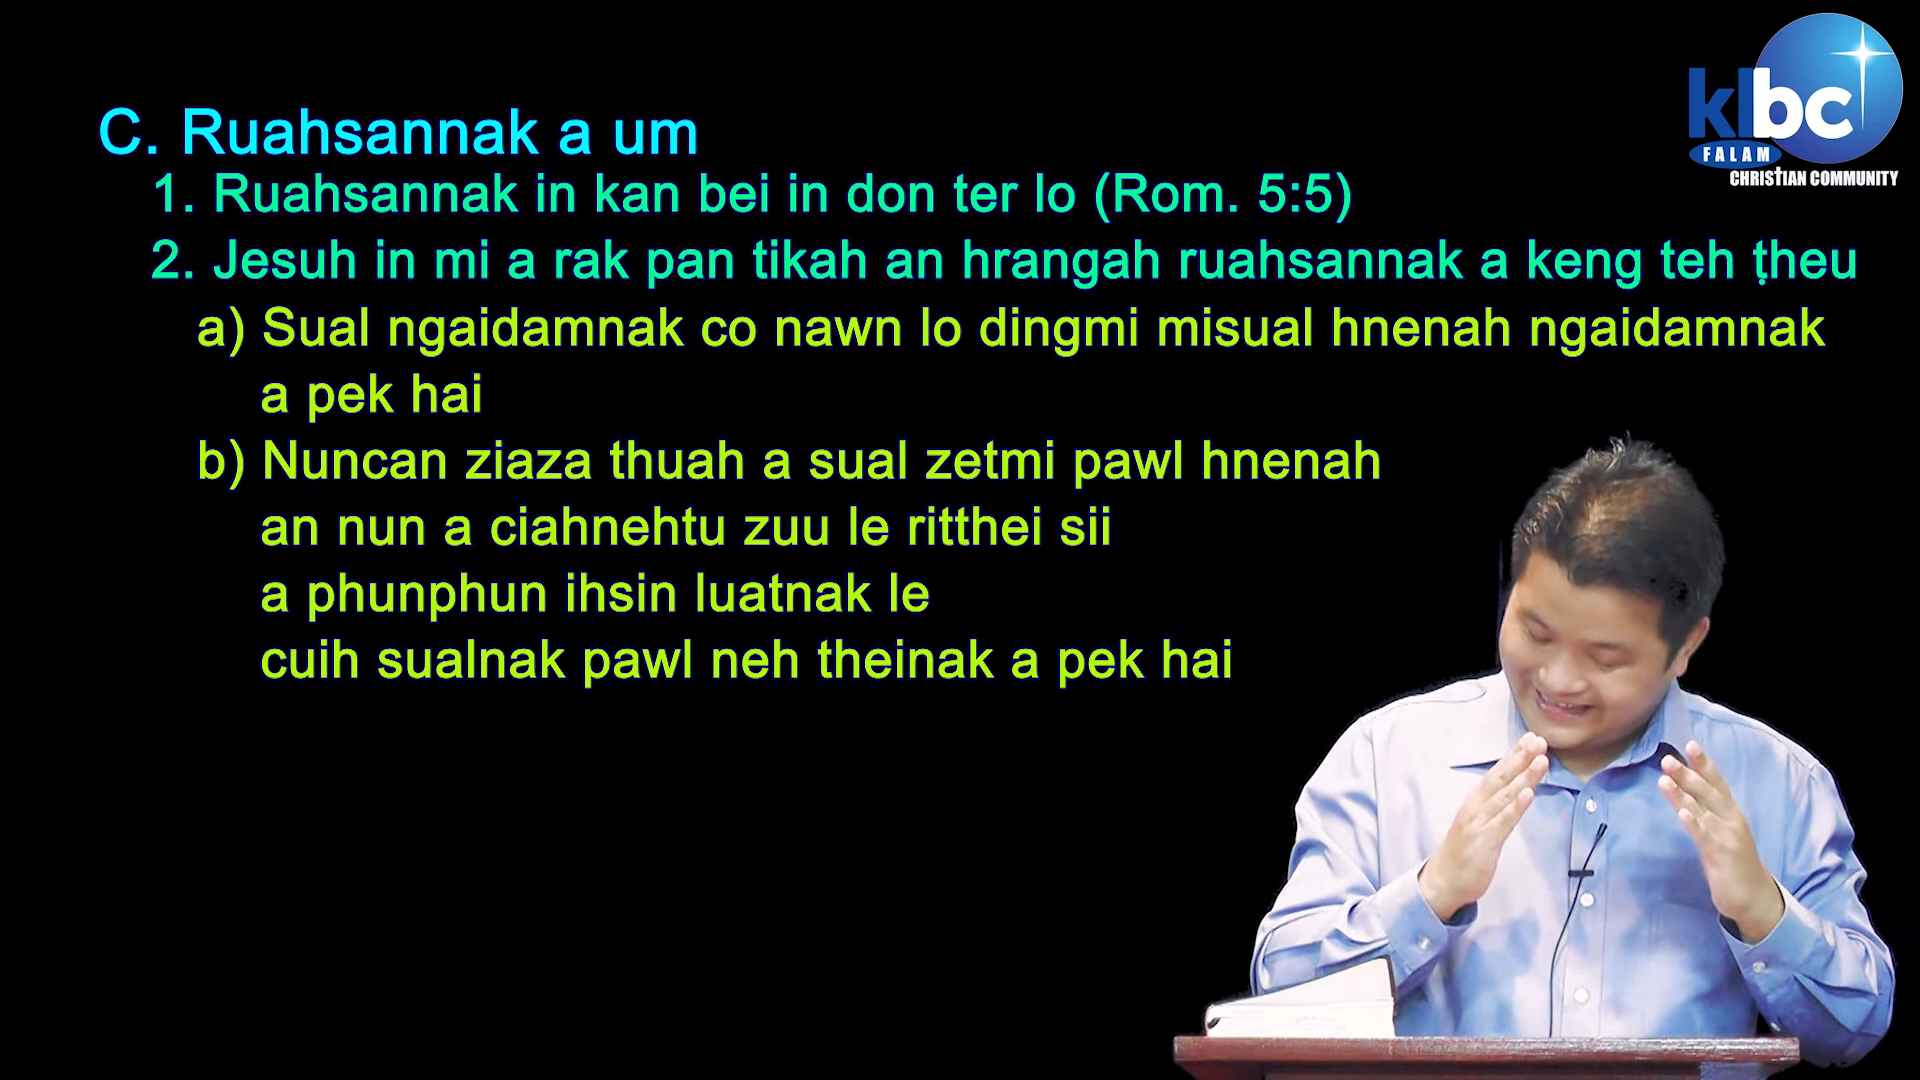 C. Ruahsannak a um
1. Ruahsannak in kan bei in don ter lo (Rom. 5:5)
2. Jesuh in mi a rak pan tikah an hrangah ruahsannak a keng teh ṭheu
a) Sual ngaidamnak co nawn lo dingmi misual hnenah ngaidamnak
a pek hai
b) Nuncan ziaza thuah a sual zetmi pawl hnenah
an nun a ciahnehtu zuu le ritthei sii
a phunphun ihsin luatnak le
cuih sualnak pawl neh theinak a pek hai
klbc
FALAM
CHRISTIAN COMMUNITY